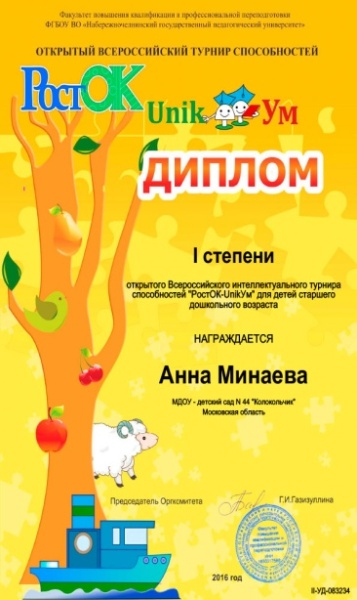 Факультет повышения квалификации и профессиональной переподготовки
ФГБОУ ВО «Набережночелнинский государственный педагогический университет»
ОТКРЫТЫЙ ВСЕРОССИЙСКИЙ ТУРНИР СПОСОБНОСТЕЙ
РостОК
Unik Ум
ДИПЛОМ
I степени
открытого Всероссийского интеллектуального турнира
способностей "РостОК-UnikУм" для детей старшего
дошкольного возраста
НАГРАЖДАЕТСЯ
Анна Минаева
МДОУ - детский сад N 44 "Колокольчик"
Московская область
Председатель Оргкомитета
Г.И.Газизуллина
2016 год
II-УД-083234